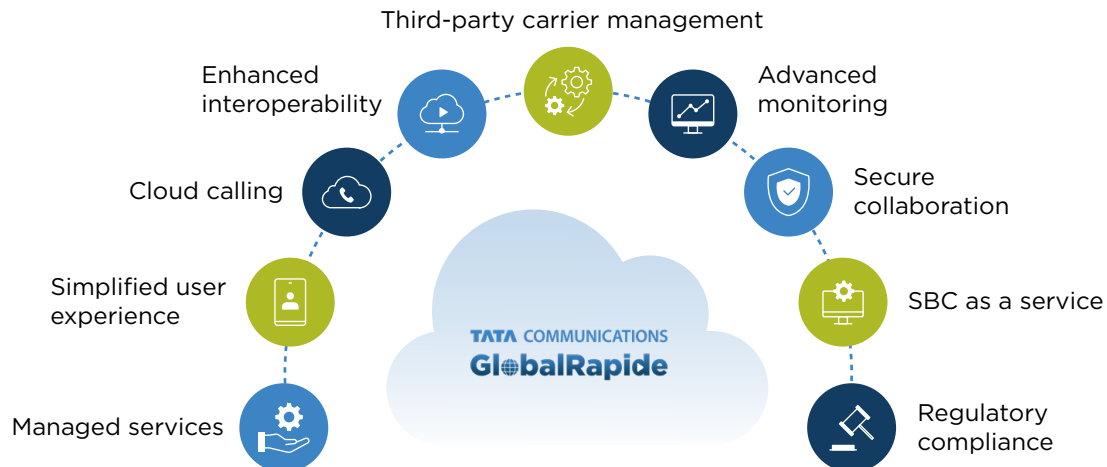 Third-party carrier management
Enhanced
interoperability
Advanced
monitoring
Cloud calling
Secure
collaboration
Simplified user
experience
SBC as a service
TATA COMMUNICATIONS
GlobalRapide
Managed services
Regulatory
compliance